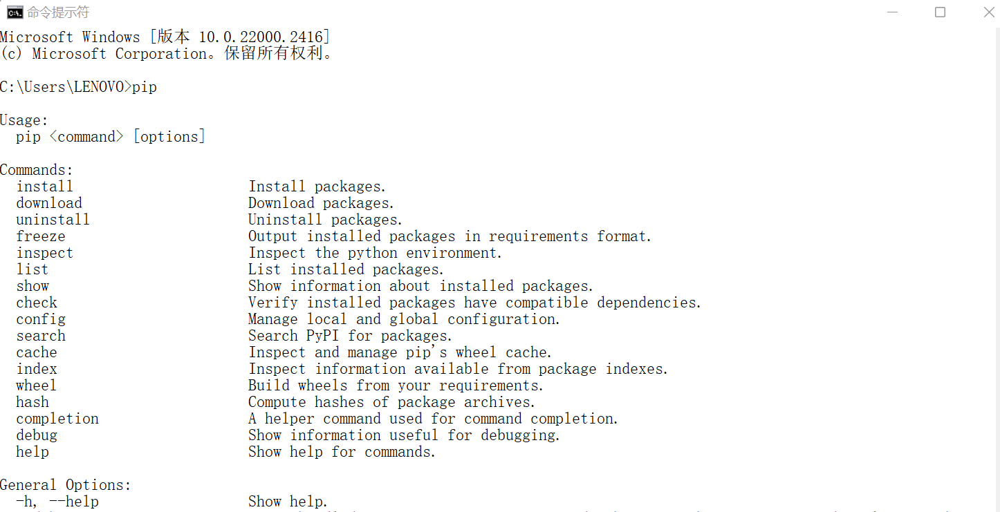 命令提示符
Microsoft Windows [版本 10.0.22000.2416]
(c) Microsoft Corporation。保留所有权利。
C:\Users\LENOVO>pip
Usage:
pip <command> [options]
Commands:
install Install packages.
download Download packages.
uninstall Uninstall packages.
freeze Output installed packages in requirements format.
inspect Inspect the python environment.
list List installed packages.
show Show information about installed packages.
check Verify installed packages have compatible dependencies.
config Manage local and global configuration.
search Search PyPI for packages.
cache Inspect and manage pip's wheel cache.
index Inspect information available from package indexes.
wheel Build wheels from your requirements.
hash Compute hashes of package archives.
completion A helper command used for command completion.
debug Show information useful for debugging.
help Show help for commands.
General Options:
-h, --help Show help.